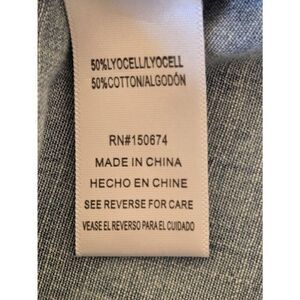 50%LYOCELL/LYOCELL
50%COTTON/ALGODÓN
RN#150674
MADE IN CHINA
HECHO EN CHINE
SEE REVERSE FOR CARE
VEASE EL REVERSO PARA EL CUIDADO